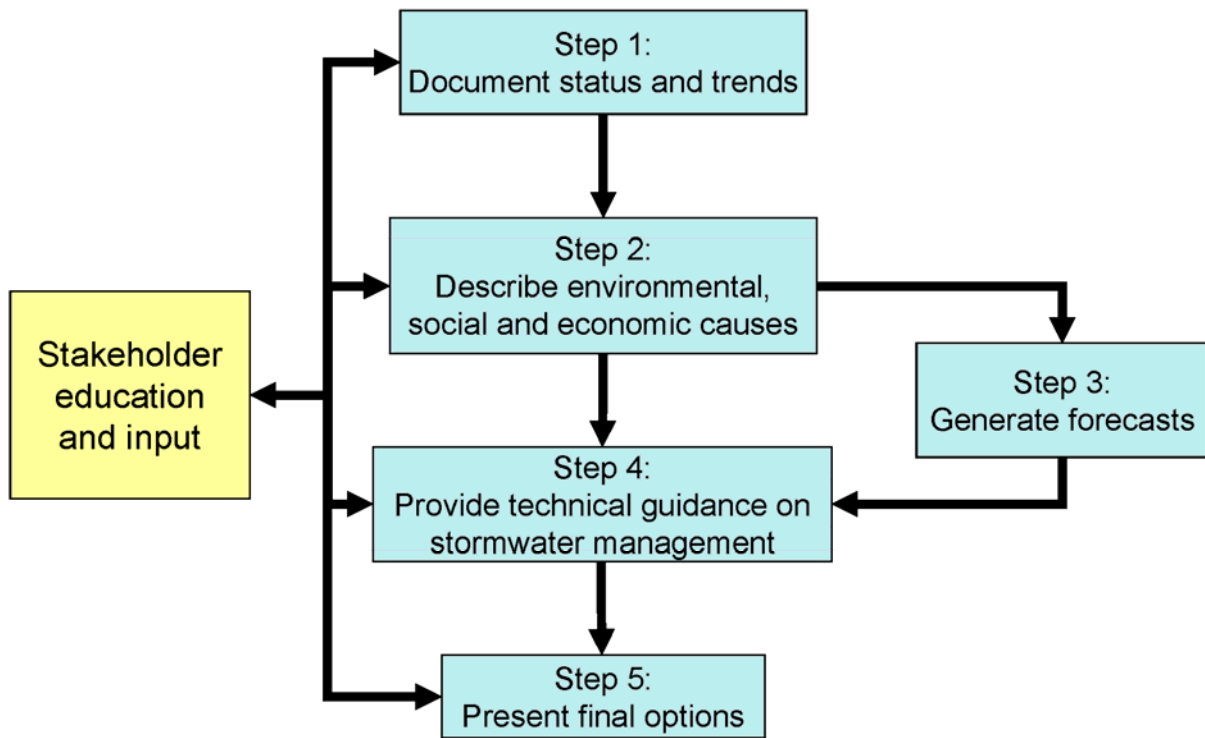 Step 1:
Document status and trends
Step 2:
Describe environmental,
social and economic causes
Stakeholder
education
and input
Step 3:
Generate forecasts
Step 4:
Provide technical guidance on
stormwater management
Step 5:
Present final options